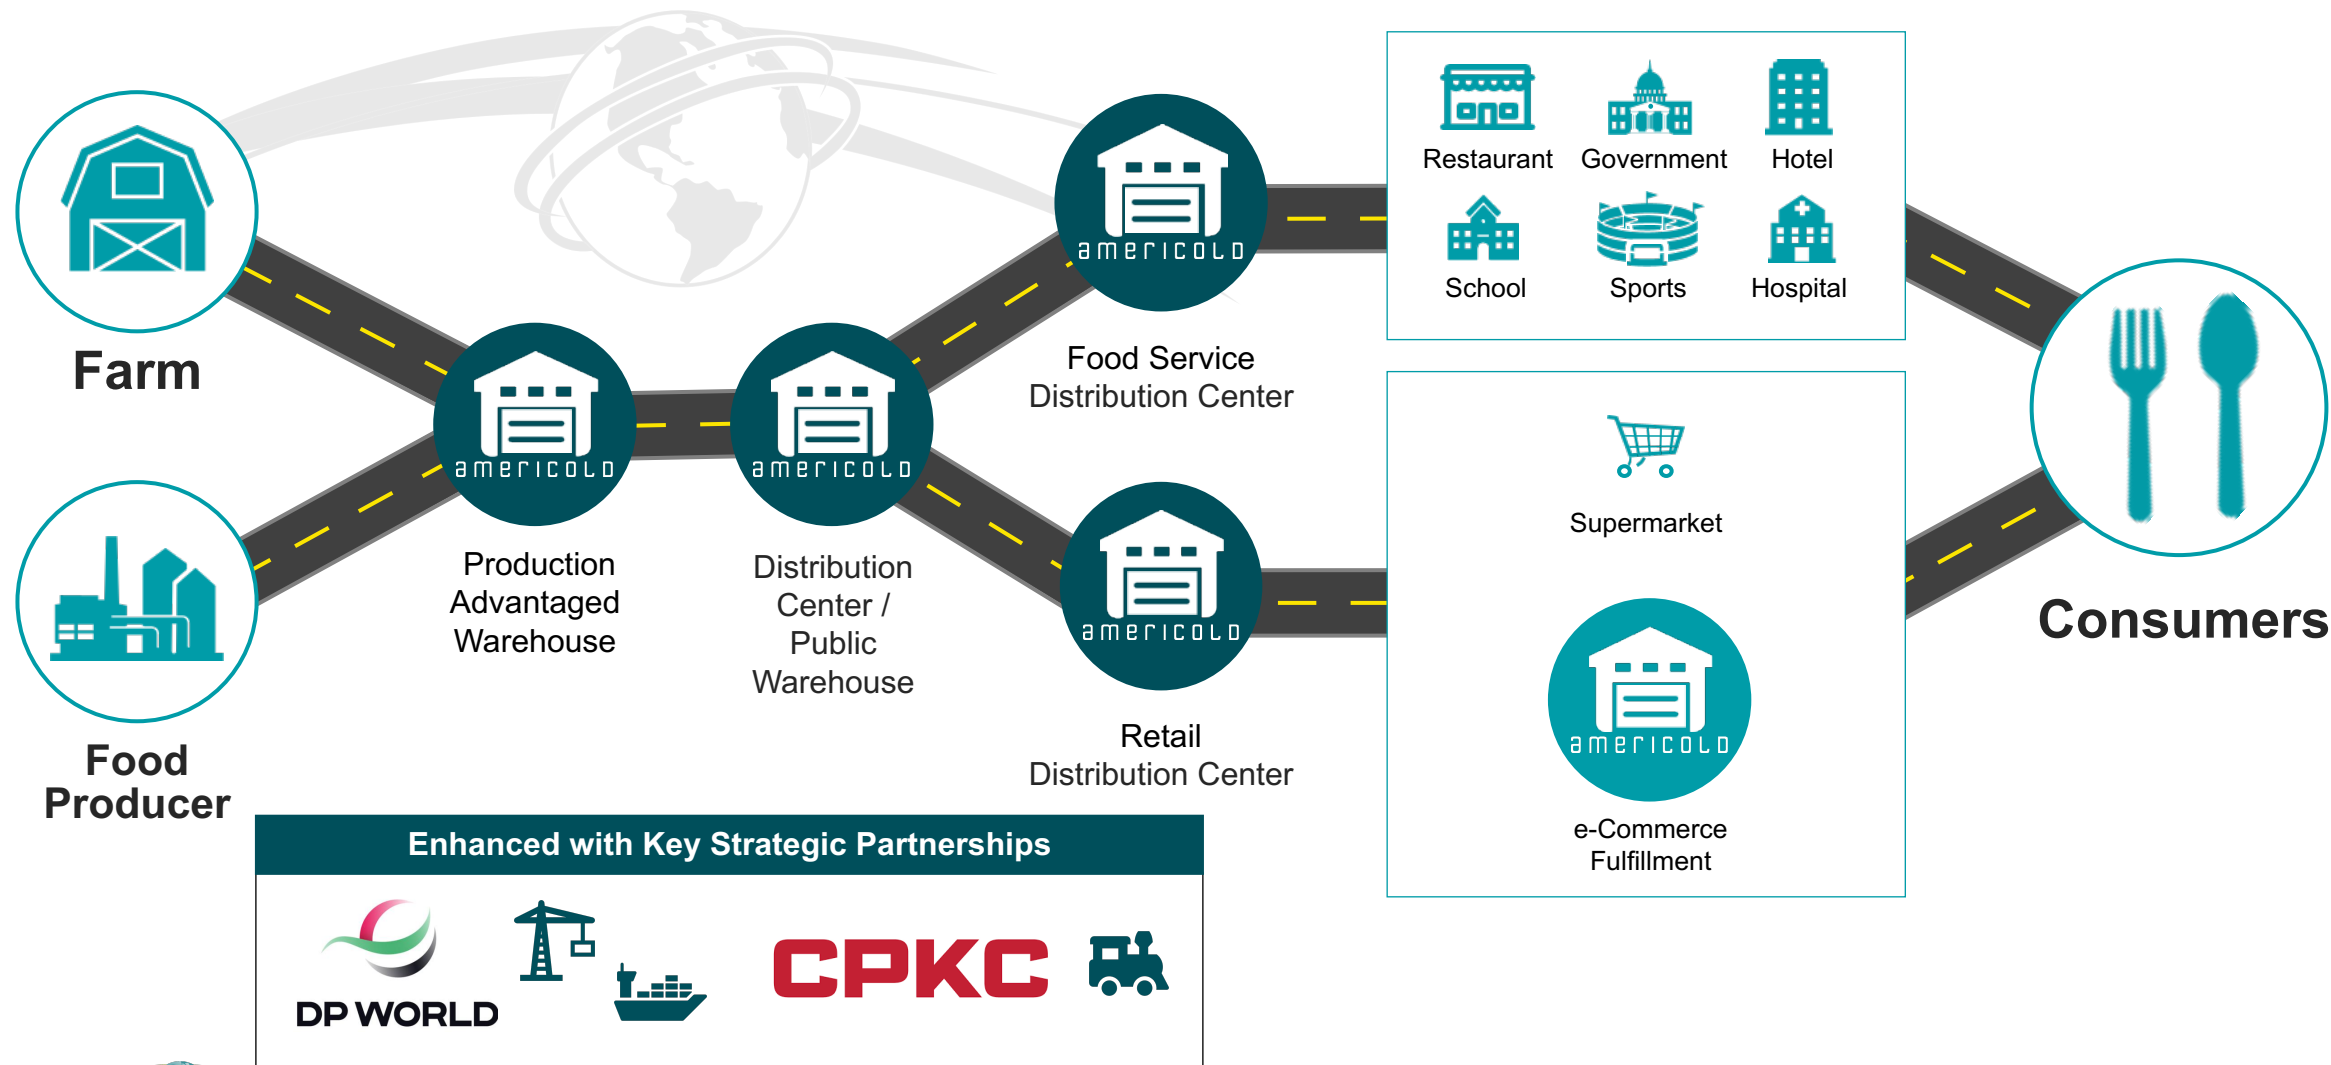 Farm
Food
Producer
americold
Production
Advantaged
Warehouse
americold
Distribution
Center /
Public
Warehouse
americold
Food Service
Distribution Center
americold
Retail
Distribution Center
Restaurant
Government
Hotel
School
Sports
Hospital
Supermarket
americold
e-Commerce
Fulfillment
Consumers
Enhanced with Key Strategic Partnerships
DP WORLD
CPKC